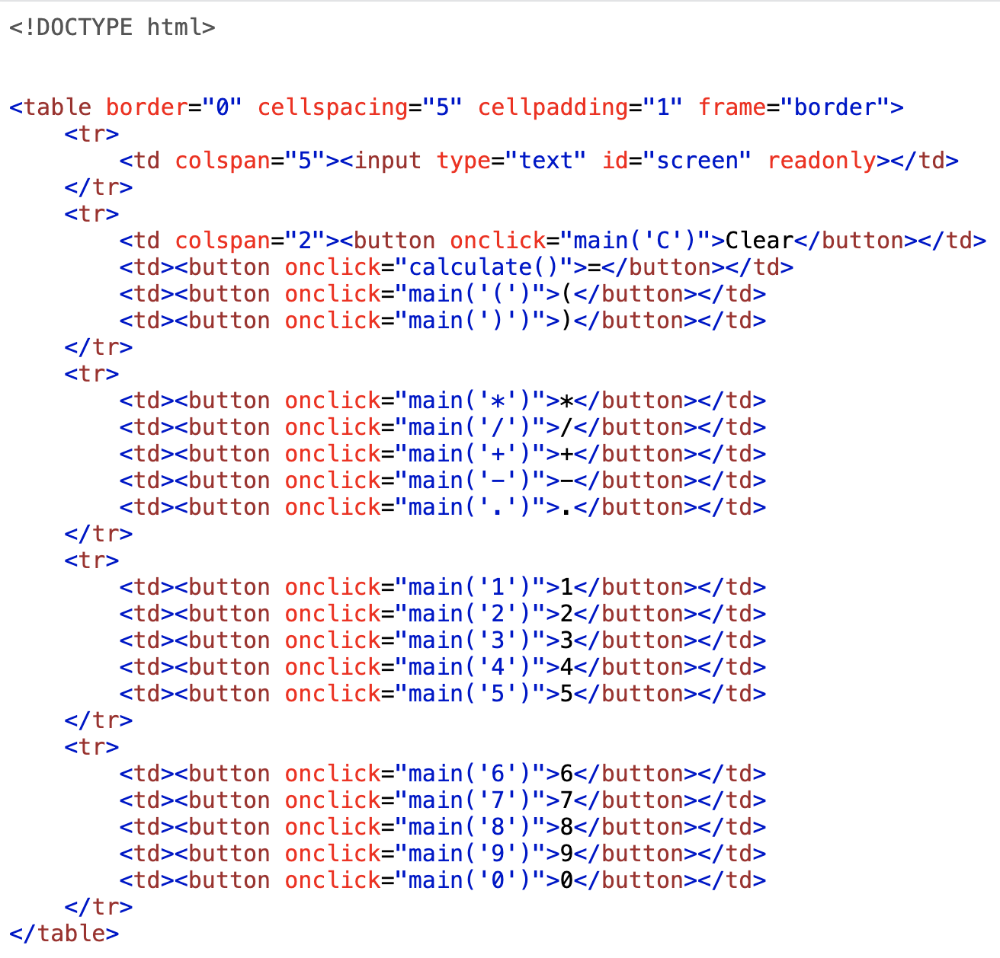 <!DOCTYPE html>
<table border="0" cellspacing="5" cellpadding="1" frame="border">
<tr>
<td colspan="5"><input type="text" id="screen" readonly></td>
</tr>
<tr>
<td colspan="2"><button onclick="main('C')">Clear</button></td>
<td><button onclick="calculate()">=</button></td>
<td><button onclick="main('(')">(</button></td>
<td><button onclick="main(')')">)</button></td>
</tr>
<tr>
<td><button onclick="main('*')">*</button></td>
<td><button onclick="main('/')">/</button></td>
<td><button onclick="main('+')">+</button></td>
<td><button onclick="main('-')">-</button></td>
<td><button onclick="main('.')">.</button></td>
</tr>
<tr>
<td><button onclick="main('1')">1</button></td>
<td><button onclick="main('2')">2</button></td>
<td><button onclick="main('3')">3</button></td>
<td><button onclick="main('4')">4</button></td>
<td><button onclick="main('5')">5</button></td>
</tr>
<tr>
<td><button onclick="main('6')">6</button></td>
<td><button onclick="main('7')">7</button></td>
<td><button onclick="main('8')">8</button></td>
<td><button onclick="main('9')">9</button></td>
<td><button onclick="main('0')">0</button></td>
</tr>
</table>